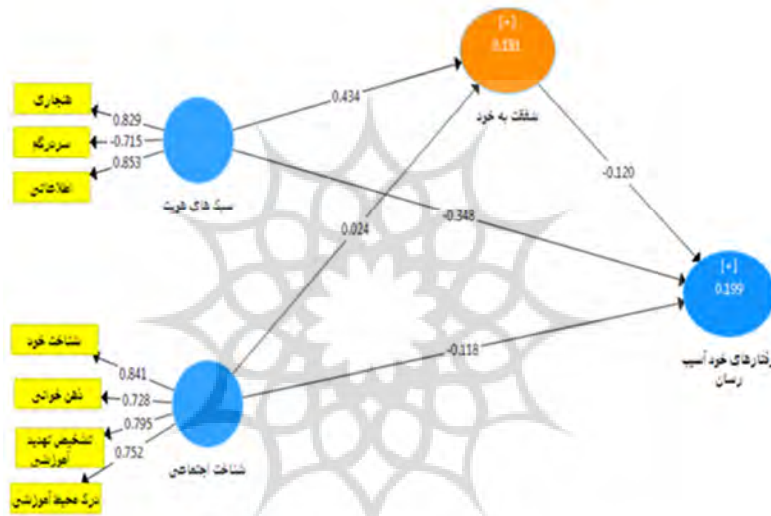 [+]
شفقت به خود
هنجاری
0.829
0.434
سردرگم
-0.715
اطلاعاتی
0.853
-0.120
سبک های هویت
0.024
-0.348
[+]
0.199
رفتارهای خود آسیب
رسان
شناخت خود
0.841
-0.118
ذهن خوانی
0.728
تشخیص تهدید
آموزشی
0.795
0.752
درک محیط آموزشی
شناخت اجتماعی